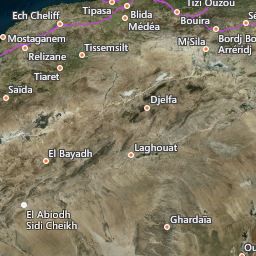 Tizi Ouzou
Tipasa
Blida
Ech Cheliff
Bouira
Médéa
Mostaganem
M'Sila
Bordj Bo
Arréridj
Relizane
Tissemsilt
Tiaret
Saïda
Djelfa
El Bayadh
Laghouat
El Abiodh
Sidi Cheikh
Ghardaïa